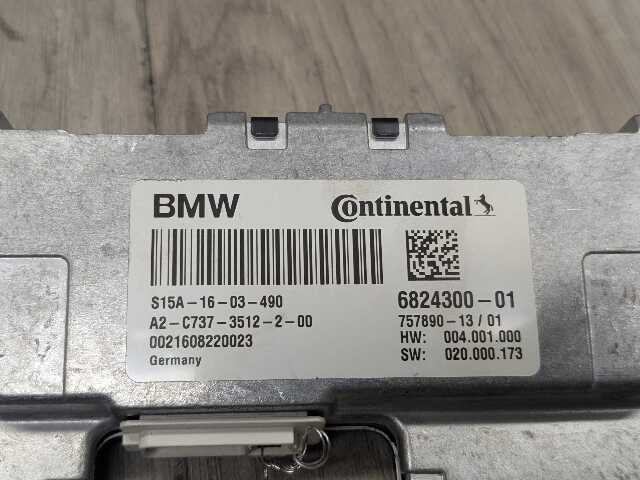 BMW Continental
S15A-16-03-490 6824300-01
A2-C737-3512-2-00 757890-13/01
0021608220023 HW: 004.001.000
Germany SW: 020.000.173